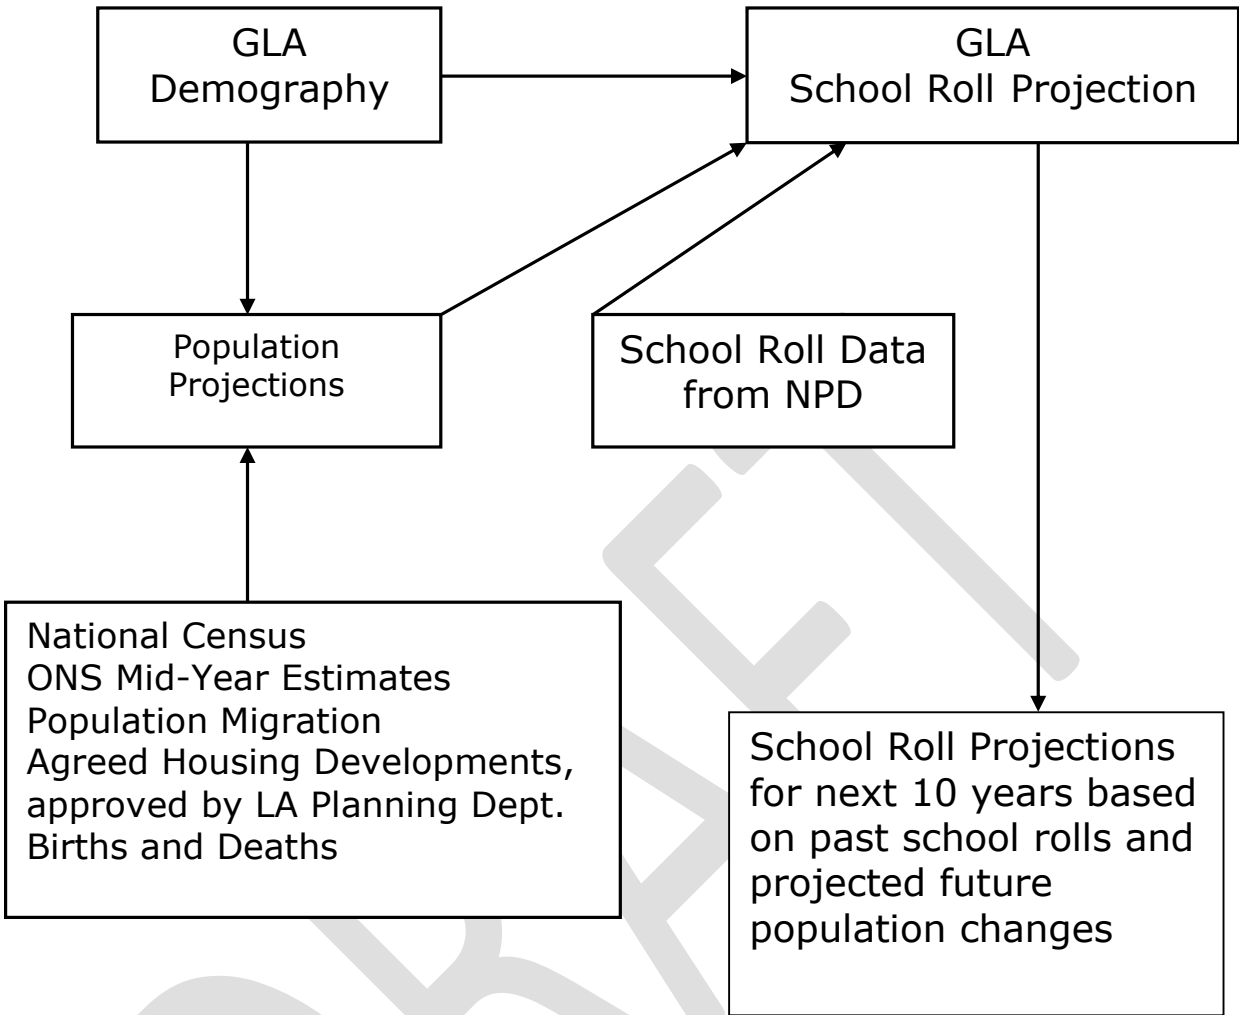 GLA
Demography
GLA
School Roll Projection
Population
Projections
School Roll Data
from NPD
National Census
ONS Mid-Year Estimates
Population Migration
Agreed Housing Developments,
approved by LA Planning Dept.
Births and Deaths
School Roll Projections
for next 10 years based
on past school rolls and
projected future
population changes
DRAFT